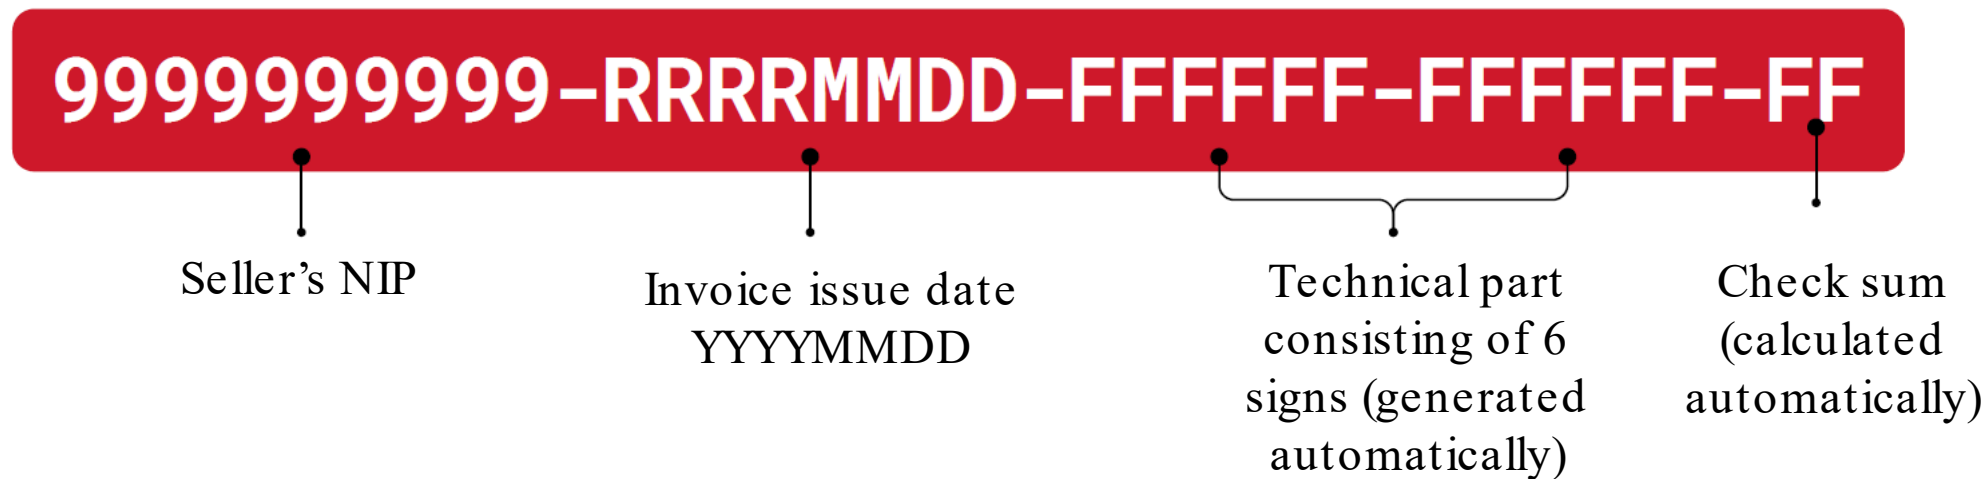 9999999999-RRRRMMDD-FFFFFF-FFFFFF-FF
Seller’s NIP
Invoice issue date
YYYYMMDD
Technical part
consisting of 6
signs (generated
automatically)
Check sum
(calculated
automatically)